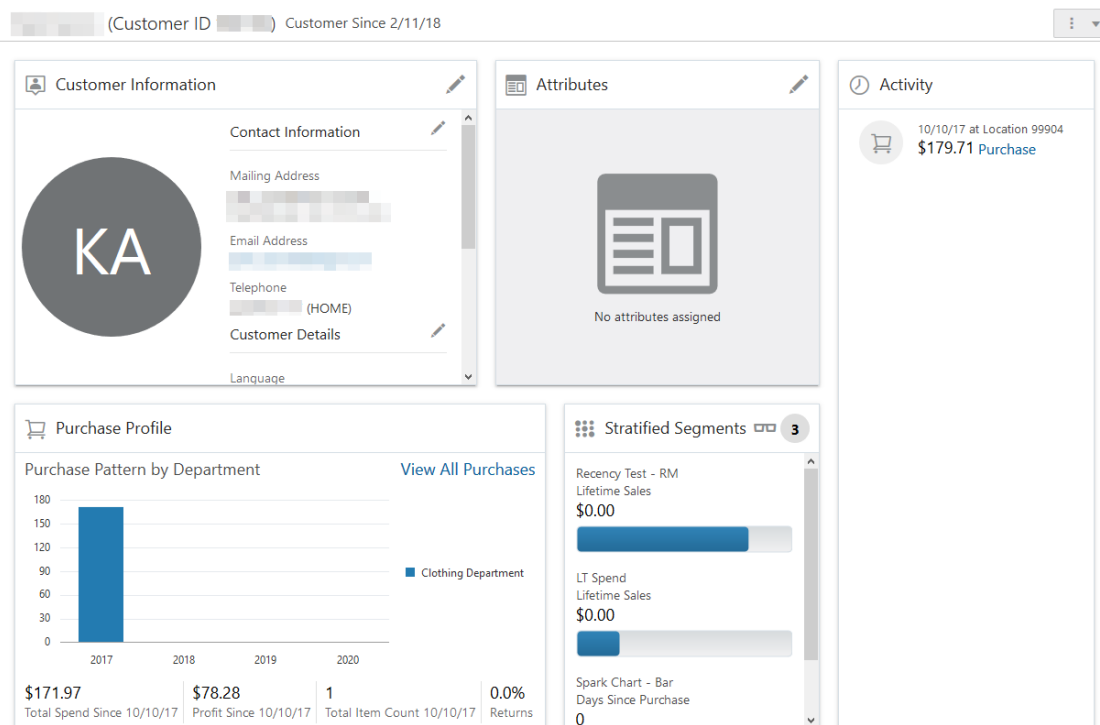 (Customer ID ) Customer Since 2/11/18
Customer Information
Contact Information
KA
Mailing Address
Email Address
Telephone
(HOME)
Customer Details
Language
Attributes
No attributes assigned
Activity
10/10/17 at Location 99904
$179.71 Purchase
Purchase Profile
Purchase Pattern by Department
View All Purchases
180
150
120
90
60
30
0
2017 2018 2019 2020
Clothing Department
$171.97
Total Spend Since 10/10/17
$78.28
Profit Since 10/10/17
1
Total Item Count 10/10/17
0.0%
Returns
Stratified Segments 3
Recency Test - RM
Lifetime Sales
$0.00
LT Spend
Lifetime Sales
$0.00
Spark Chart - Bar
Days Since Purchase
0